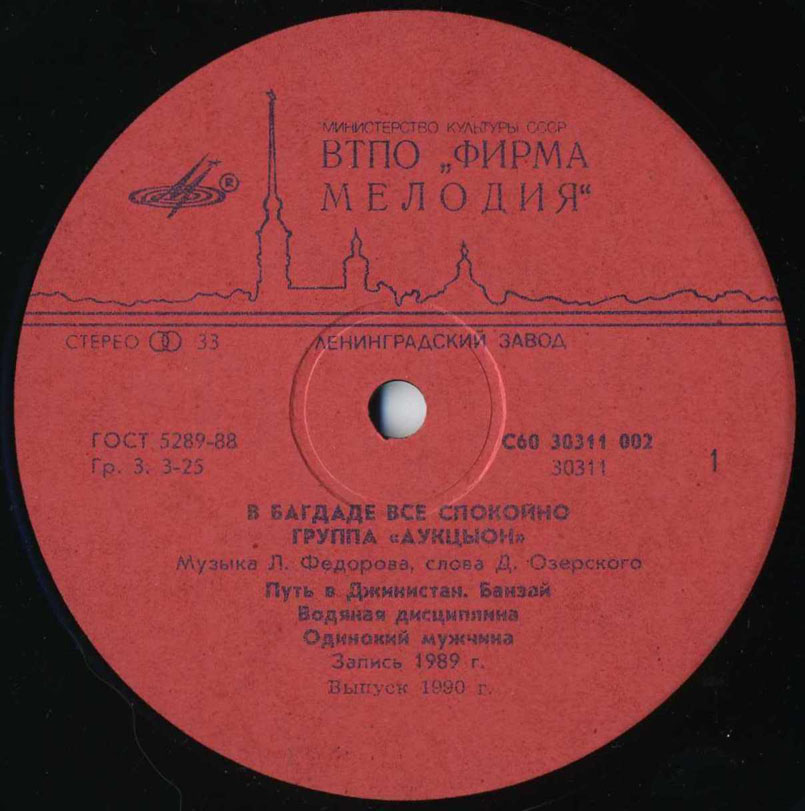 МИНИСТЕРСТВО КУЛЬТУРЫ СССР
ВТПО „ФИРМА
МЕЛОДИЯ“
®
СТЕРЕО 33
ЛЕНИНГРАДСКИЙ ЗАВОД
ГОСТ 5289-88
Гр. 3. 3-25
С60 30311 002
30311
1
В БАГДАДЕ ВСЕ СПОКОЙНО
ГРУППА «АУКЦЫОН»
Музыка Л. Федорова, слова Д. Озерского
Путь в Джинистан. Банзай
Водяная дисциплина
Одинокий мужчина
Запись 1989 г.
Выпуск 1990 г.